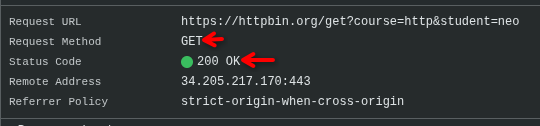 Request URL https://httpbin.org/get?course=http&student=neo
Request Method GET
Status Code 200 OK
Remote Address 34.205.217.170:443
Referrer Policy strict-origin-when-cross-origin